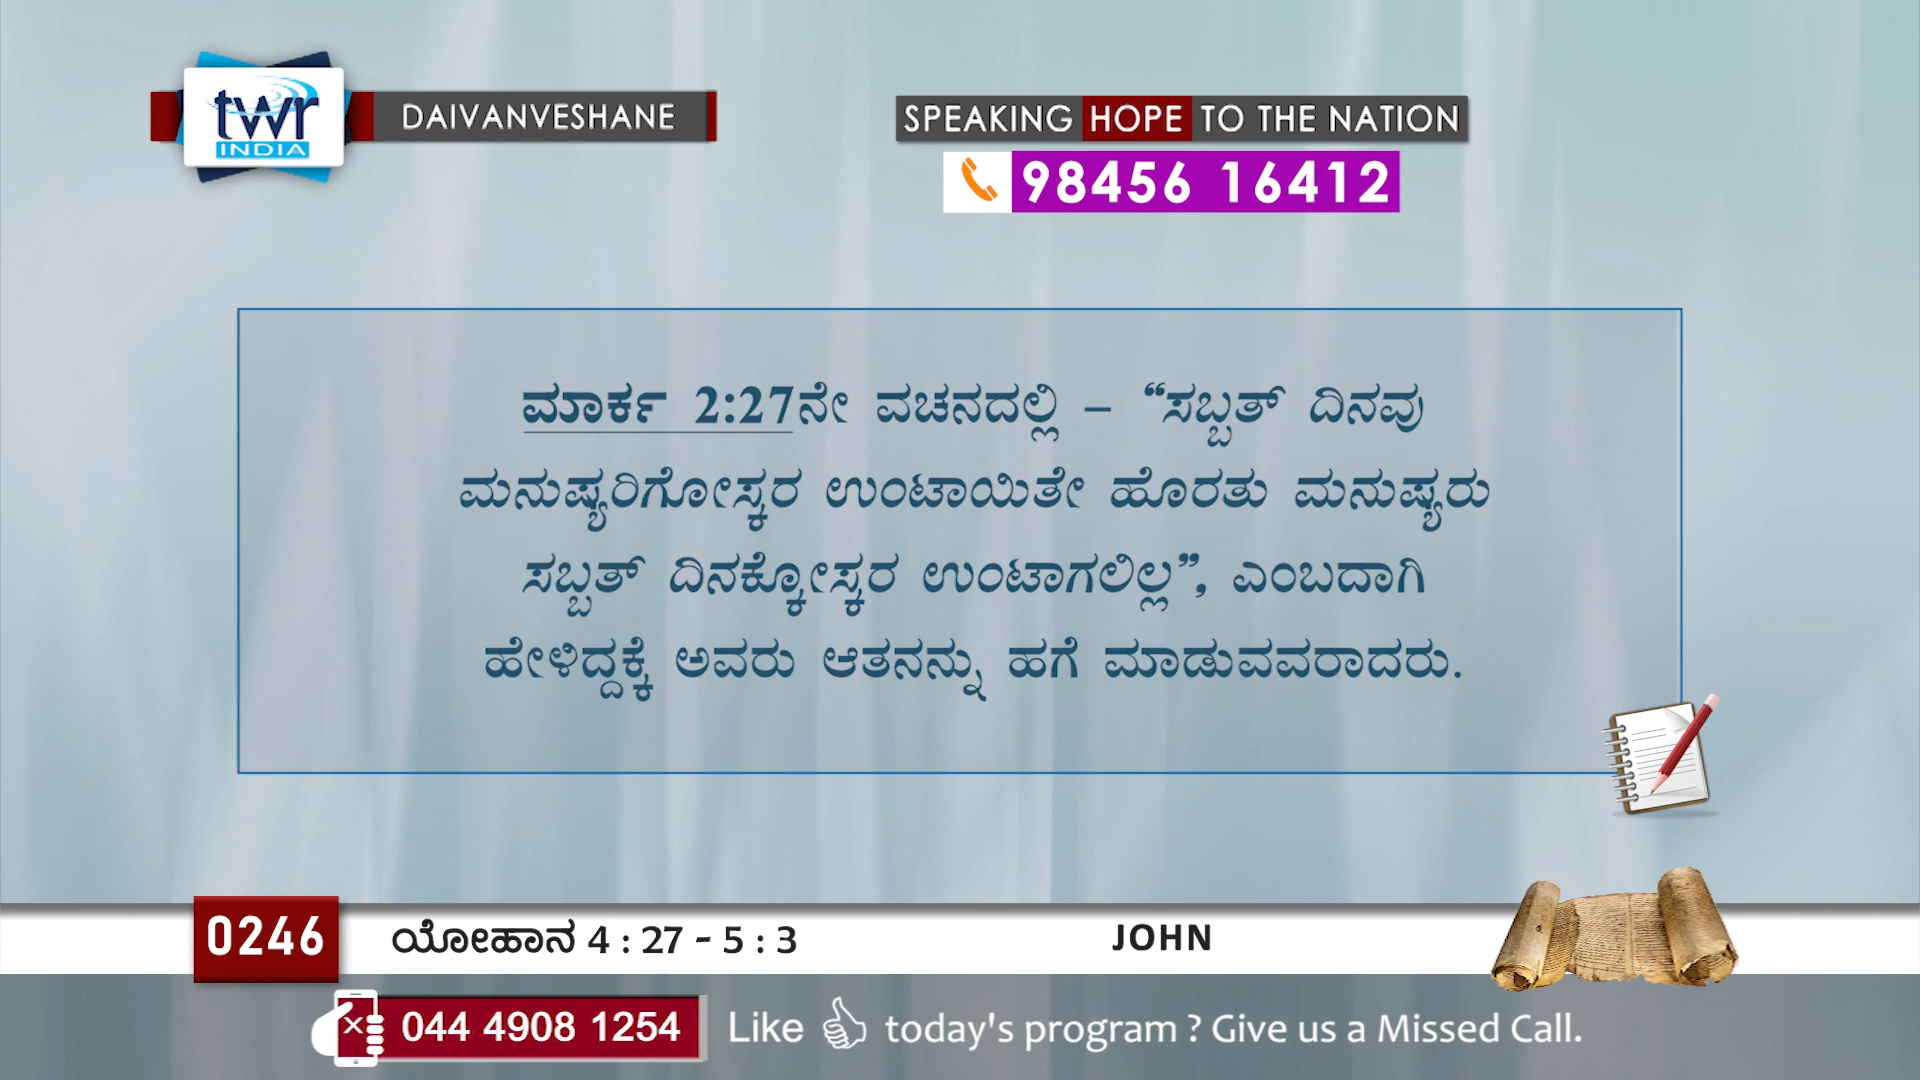 twr
INDIA
DAIVANVESHANE
SPEAKING HOPE TO THE NATION
98456 16412
ಮಾರ್ಕ 2:27ನೇ ವಚನದಲ್ಲಿ – “ಸಬ್ಬತ್ ದಿನವು
ಮನುಷ್ಯರಿಗೋಸ್ಕರ ಉಂಟಾಯಿತೇ ಹೊರತು ಮನುಷ್ಯರು
ಸಬ್ಬತ್ ದಿನಕ್ಕೋಸ್ಕರ ಉಂಟಾಗಲಿಲ್ಲ”, ಎಂಬದಾಗಿ
ಹೇಳಿದ್ದಕ್ಕೆ ಅವರು ಆತನನ್ನು ಹಗೆ ಮಾಡುವವರಾದರು.
0246 ಯೋಹಾನ 4 : 27 - 5 : 3 JOHN
044 4908 1254 Like today's program ? Give us a Missed Call.